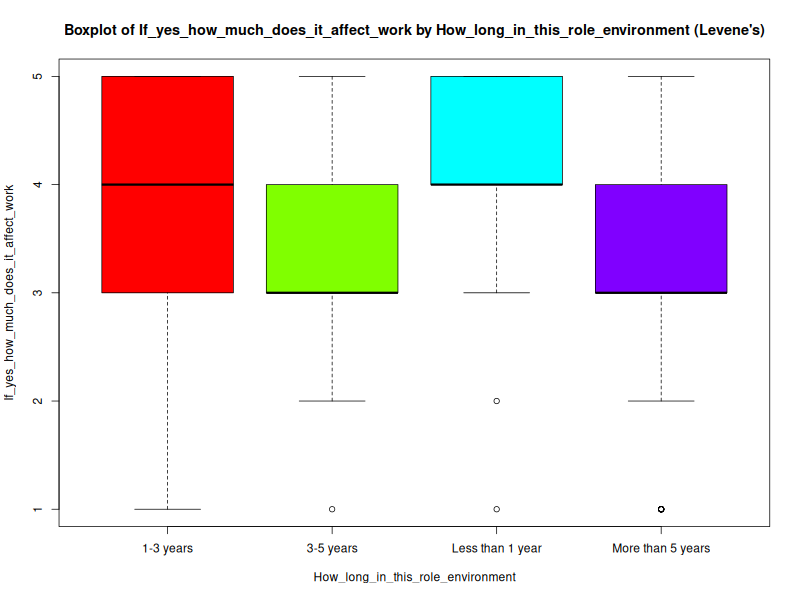 Boxplot of If_yes_how_much_does_it_affect_work by How_long_in_this_role_environment (Levene's)
If_yes_how_much_does_it_affect_work
5
4
3
2
1
1-3 years
3-5 years
Less than 1 year
More than 5 years
How_long_in_this_role_environment